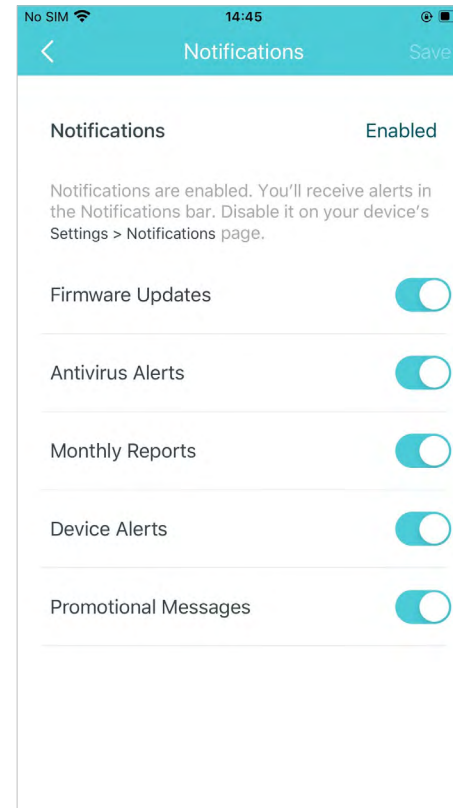 No SIM 14:45
Notifications Save
Notifications Enabled
Notifications are enabled. You'll receive alerts in
the Notifications bar. Disable it on your device's
Settings > Notifications page.
Firmware Updates
Antivirus Alerts
Monthly Reports
Device Alerts
Promotional Messages